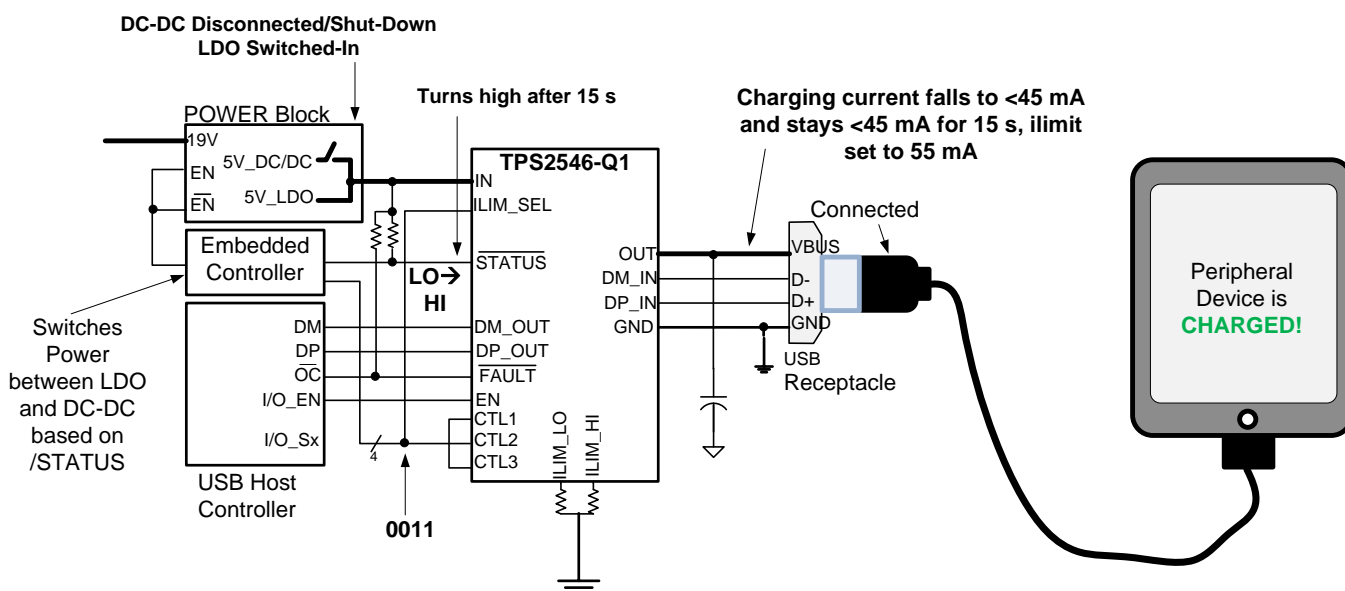 DC-DC Disconnected/Shut-Down
LDO Switched-In
Turns high after 15 s
Charging current falls to <45 mA
and stays <45 mA for 15 s, ilimit
set to 55 mA
POWER Block
19V
EN
EN
5V_DC/DC
5V_LDO
Embedded
Controller
Switches
Power
between LDO
and DC-DC
based on
/STATUS
DM
DP
OC
I/O_EN
I/O_Sx
USB Host
Controller
LO→
HI
4
0011
TPS2546-Q1
IN
ILIM_SEL
STATUS
DM_OUT
DP_OUT
FAULT
EN
CTL1
CTL2
CTL3
ILIM_LO
ILIM_HI
OUT
DM_IN
DP_IN
GND
Connected
VBUS
D-
D+
GND
USB
Receptacle
Peripheral
Device is
CHARGED!